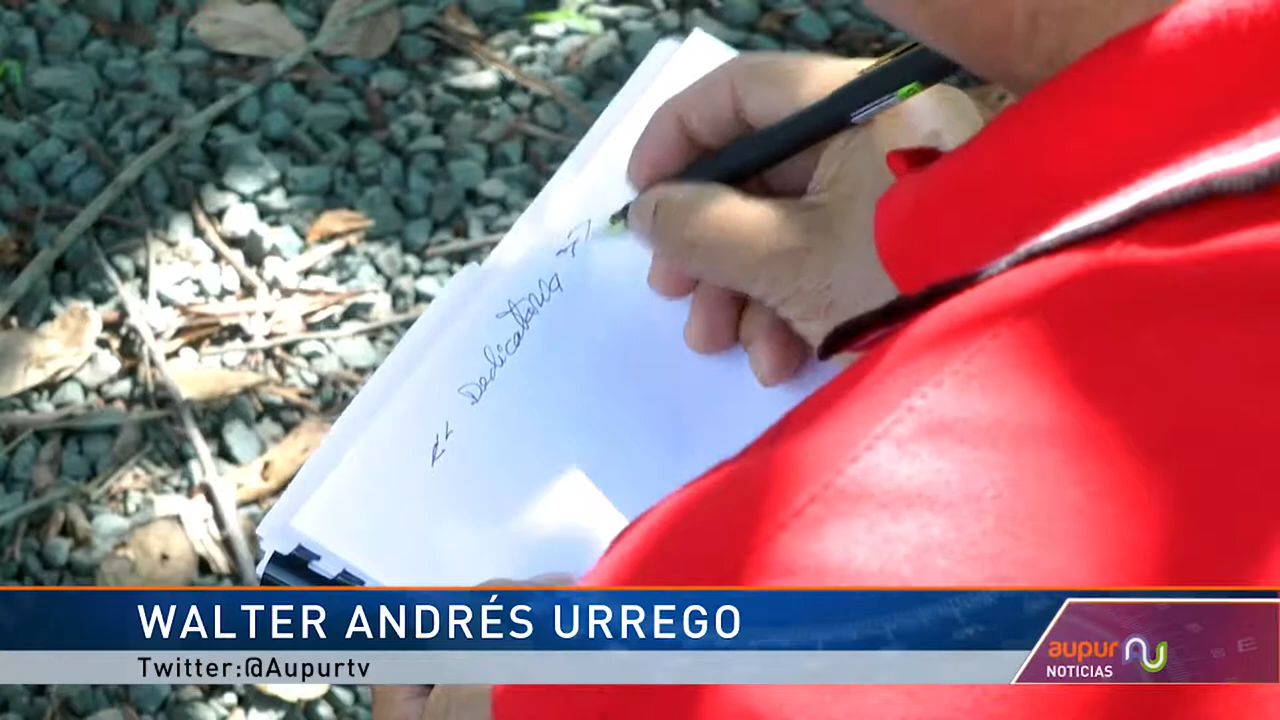 Dedicatoria
WALTER ANDRÉS URREGO
Twitter:@Aupurtv
aupur
NOTICIAS